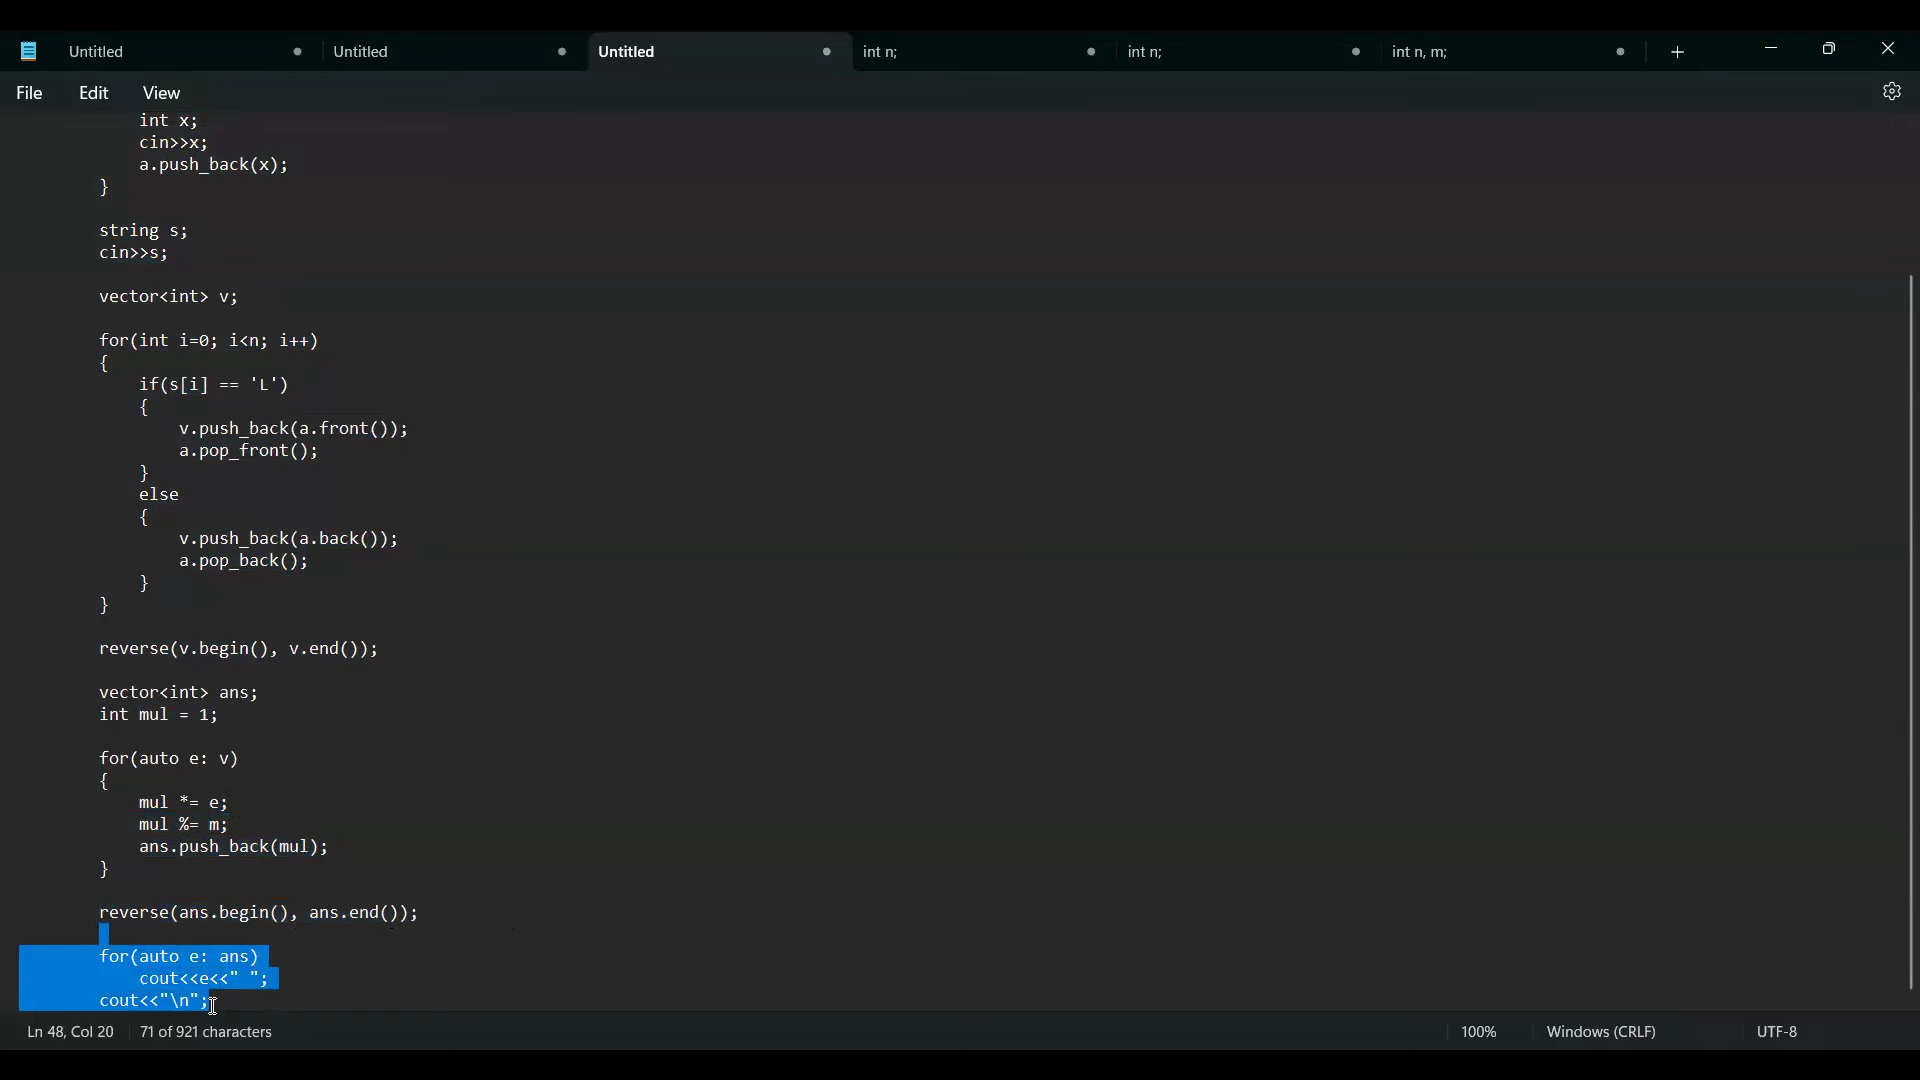 Untitled
Untitled
Untitled
int n;
int n;
int n, m;
File Edit View
int x;
cin>>x;
a.push_back(x);
}
string s;
cin>>s;
vector<int> v;
for(int i=0; i<n; i++)
{
if(s[i] == 'L')
{
v.push_back(a.front());
a.pop_front();
}
else
{
v.push_back(a.back());
a.pop_back();
}
}
reverse(v.begin(), v.end());
vector<int> ans;
int mul = 1;
for(auto e: v)
{
mul *= e;
mul %= m;
ans.push_back(mul);
}
reverse(ans.begin(), ans.end());
for(auto e: ans)
cout<<e<<" ";
cout<<"\n";
Ln 48, Col 20 71 of 921 characters 100% Windows (CRLF) UTF-8